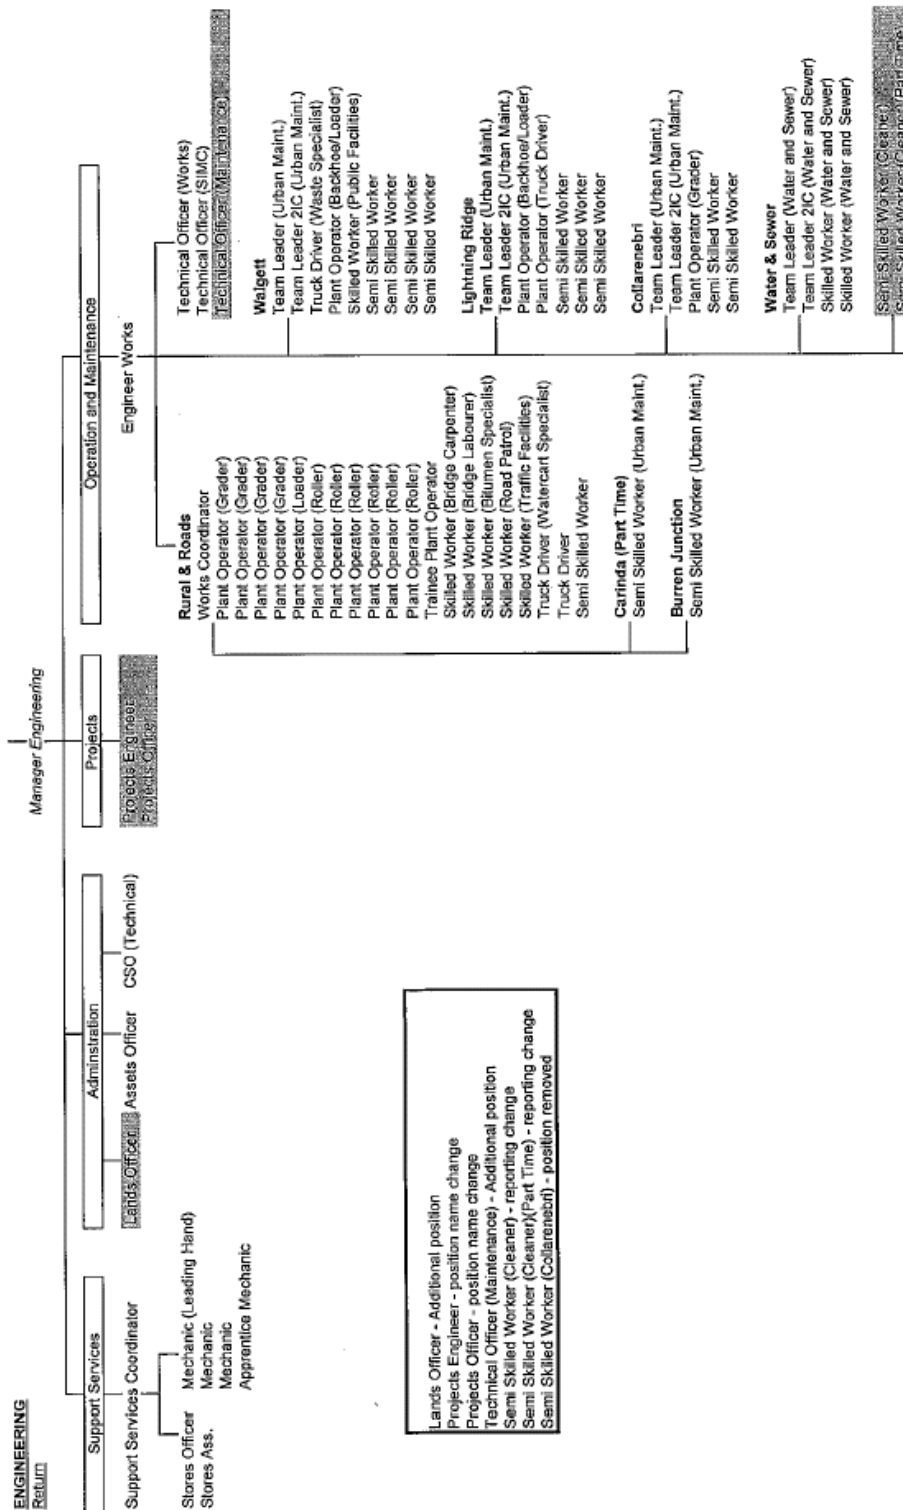 ENGINEERING
Return
Manager Engineering
Support Services
Support Services Coordinator
Stores Officer
Stores Ass.
Mechanic (Leading Hand)
Mechanic
Mechanic
Apprentice Mechanic
Adminstration
Lands Officer
Assets Officer
CSO (Technical)
Projects
Projects Engineer
Projects Officer
Operation and Maintenance
Engineer Works
Rural & Roads
Works Coordinator
Plant Operator (Grader)
Plant Operator (Grader)
Plant Operator (Grader)
Plant Operator (Grader)
Plant Operator (Loader)
Plant Operator (Roller)
Plant Operator (Roller)
Plant Operator (Roller)
Plant Operator (Roller)
Plant Operator (Roller)
Plant Operator (Roller)
Trainee Plant Operator
Skilled Worker (Bridge Carpenter)
Skilled Worker (Bridge Labourer)
Skilled Worker (Bitumen Specialist)
Skilled Worker (Road Patrol)
Skilled Worker (Traffic Facilities)
Truck Driver (Watercart Specialist)
Truck Driver
Semi Skilled Worker
Carinda (Part Time)
Semi Skilled Worker (Urban Maint.)
Burren Junction
Semi Skilled Worker (Urban Maint.)
Technical Officer (Works)
Technical Officer (SIMC)
Technical Officer (Maintenance)
Walgett
Team Leader (Urban Maint.)
Team Leader 2IC (Urban Maint.)
Truck Driver (Waste Specialist)
Plant Operator (Backhoe/Loader)
Skilled Worker (Public Facilities)
Semi Skilled Worker
Semi Skilled Worker
Semi Skilled Worker
Semi Skilled Worker
Lightning Ridge
Team Leader (Urban Maint.)
Team Leader 2IC (Urban Maint.)
Plant Operator (Backhoe/Loader)
Plant Operator (Truck Driver)
Semi Skilled Worker
Semi Skilled Worker
Semi Skilled Worker
Collarenebri
Team Leader (Urban Maint.)
Team Leader 2IC (Urban Maint.)
Plant Operator (Grader)
Semi Skilled Worker
Semi Skilled Worker
Water & Sewer
Team Leader (Water and Sewer)
Team Leader 2IC (Water and Sewer)
Skilled Worker (Water and Sewer)
Skilled Worker (Water and Sewer)
Semi Skilled Worker (Cleaner)
Semi Skilled Worker (Cleaner)(Part Time)
Lands Officer - Additional position
Projects Engineer - position name change
Projects Officer - position name change
Technical Officer (Maintenance) - Additional position
Semi Skilled Worker (Cleaner) - reporting change
Semi Skilled Worker (Cleaner)(Part Time) - reporting change
Semi Skilled Worker (Collarenebri) - position removed